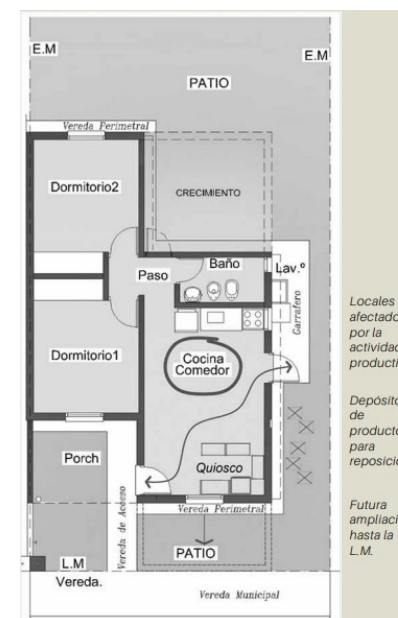 E.M
E.M
PATIO
Vereda Perimetral
Dormitorio2
CRECIMIENTO
Baño
Lav.º
Paso
Garrafero
Dormitorio1
Cocina
Comedor
Porch
Quiosco
Vereda de Acceso
Vereda Perimetral
PATIO
L.M
Vereda.
Vereda Municipal
Locales
afectado
por la
actividad
producti
Depósito
de
producto
para
reposició
Futura
ampliaci
hasta la
L.M.